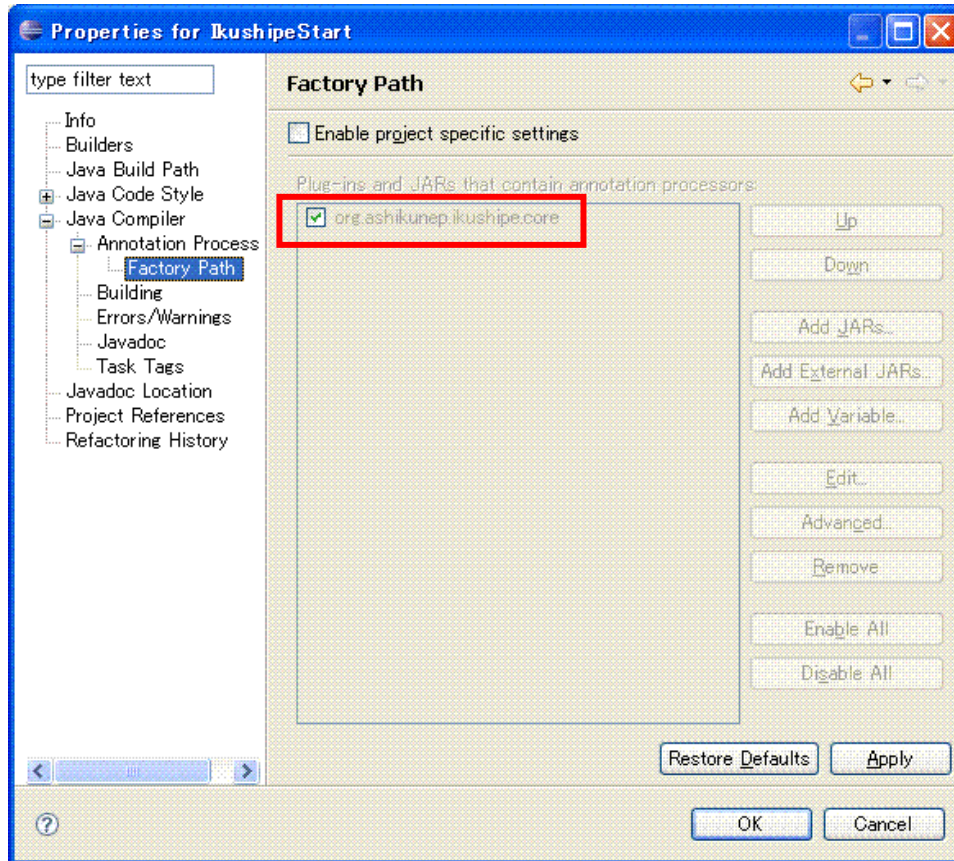 Properties for IkushipeStart
type filter text
Info
Builders
Java Build Path
Java Code Style
Java Compiler
Annotation Process
Factory Path
Building
Errors/Warnings
Javadoc
Task Tags
Javadoc Location
Project References
Refactoring History
Factory Path
Enable project specific settings
Plug-ins and JARs that contain annotation processors:
org.ashikunep.ikushipe.core
Up
Down
Add JARs...
Add External JARs...
Add Variable...
Edit...
Advanced...
Remove
Enable All
Disable All
Restore Defaults
Apply
OK
Cancel